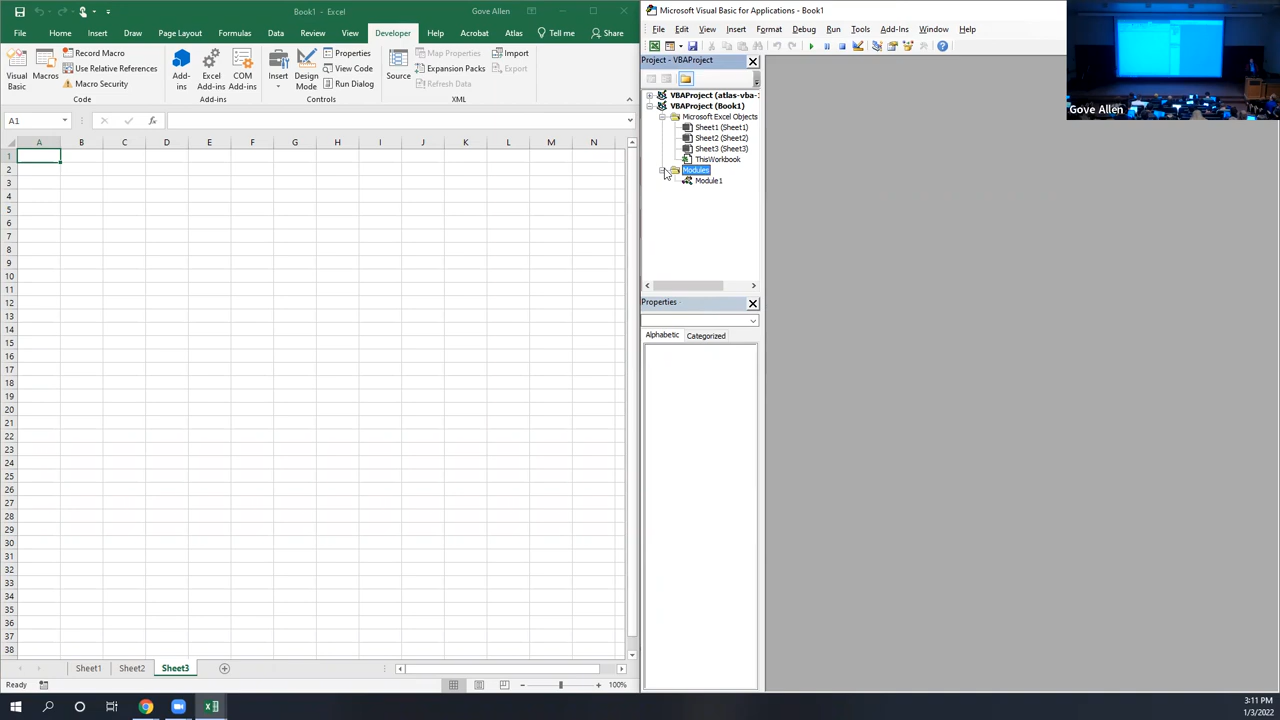 Book1 - Excel
Gove Allen
File
Home
Insert
Draw
Page Layout
Formulas
Data
Review
View
Developer
Help
Acrobat
Atlas
Tell me
Share
Visual Basic
Macros
Record Macro
Use Relative References
Macro Security
Code
Add-ins
Excel Add-ins
COM Add-ins
Add-ins
Insert
Design Mode
Properties
View Code
Run Dialog
Controls
Source
Map Properties
Expansion Packs
Refresh Data
Import
Export
XML
A1
fx
A B C D E F G H I J K L M N
1
2
3
4
5
6
7
8
9
10
11
12
13
14
15
16
17
18
19
20
21
22
23
24
25
26
27
28
29
30
31
32
33
34
35
36
37
38
Sheet1
Sheet2
Sheet3
Ready
100%
Microsoft Visual Basic for Applications - Book1
File Edit View Insert Format Debug Run Tools Add-Ins Window Help
Project - VBAProject
VBAProject (atlas-vba-
VBAProject (Book1)
Microsoft Excel Objects
Sheet1 (Sheet1)
Sheet2 (Sheet2)
Sheet3 (Sheet3)
ThisWorkbook
Modules
Module1
Properties
Alphabetic
Categorized
Gove Allen
3:11 PM
1/3/2022